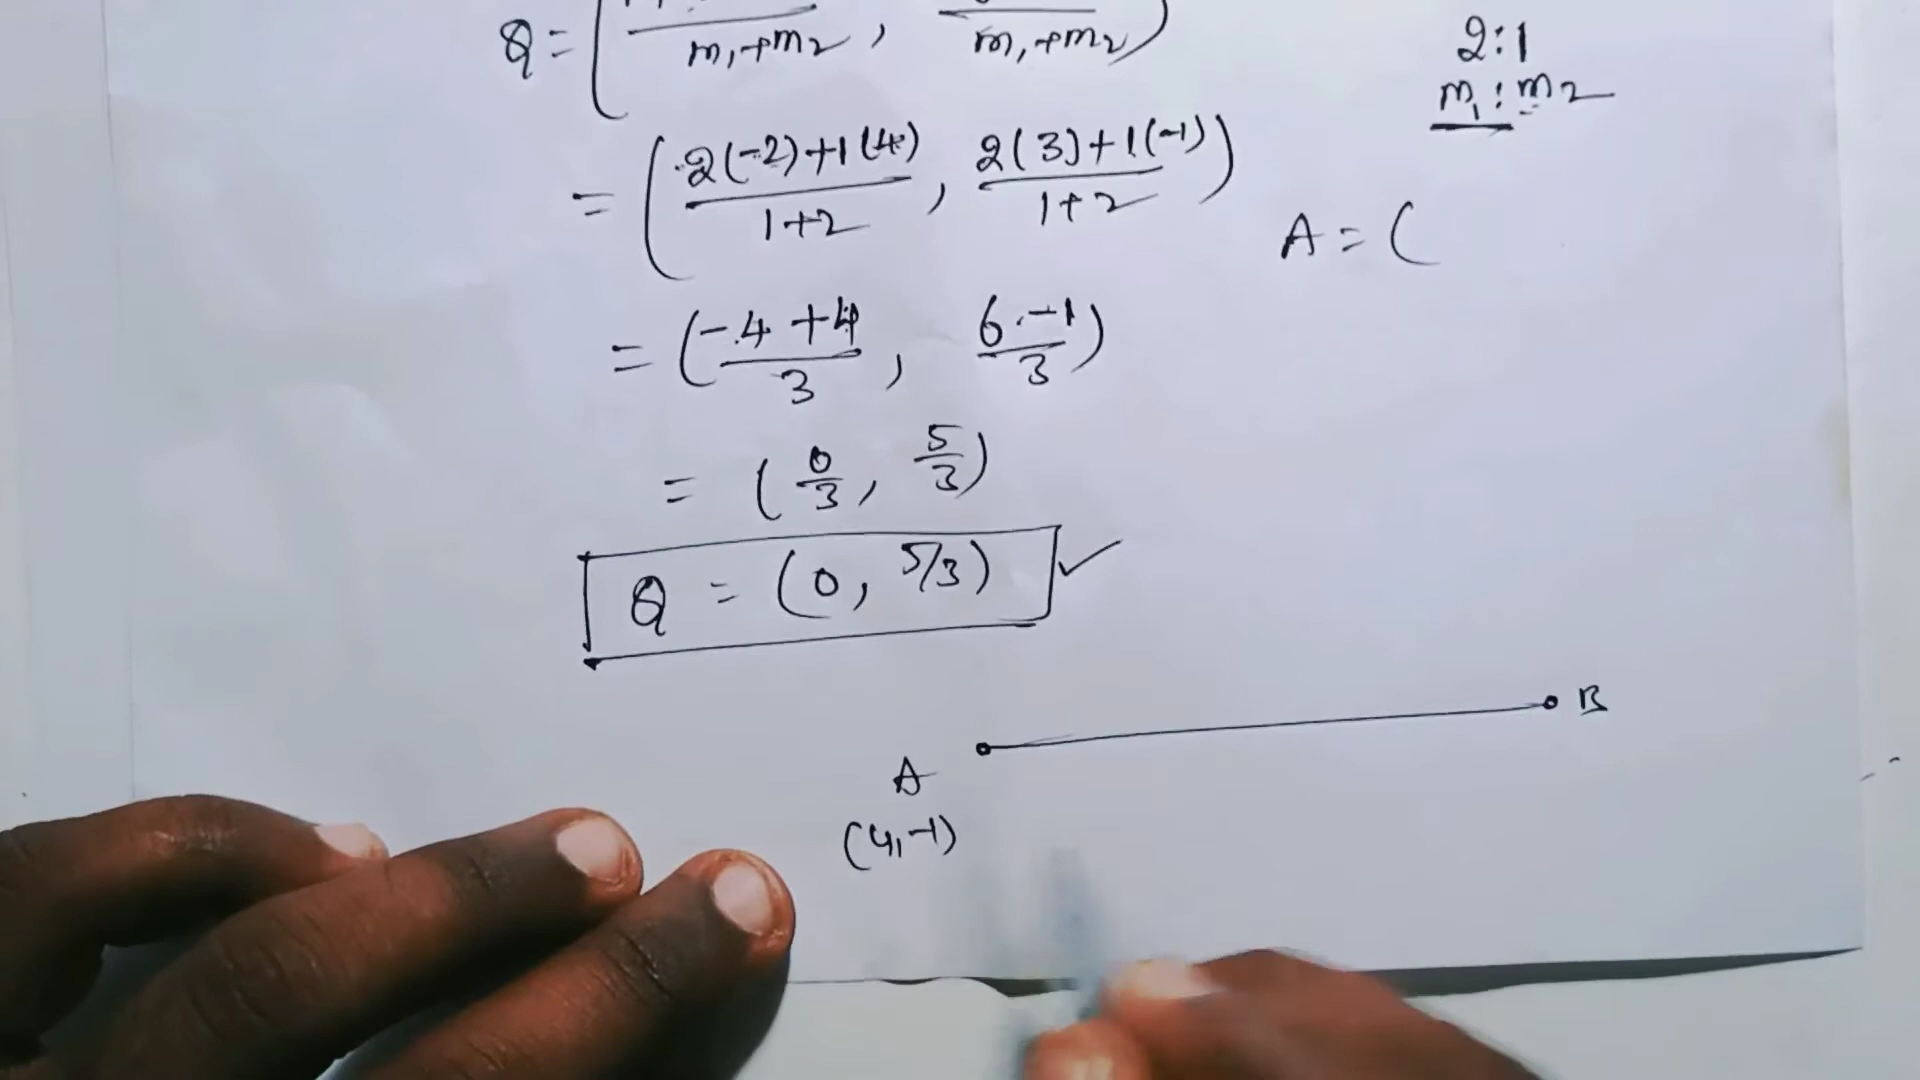 Q = ( / m₁+m₂ , / m₁+m₂ )
2:1
m₁ : m₂
= ( 2(-2)+1(4) / 1+2 , 2(3)+1(-1) / 1+2 )
A = (
= ( -4+4 / 3 , 6-1 / 3 )
= ( 0/3 , 5/3 )
Q = (0, 5/3) ✓
B
A
(4,-1)